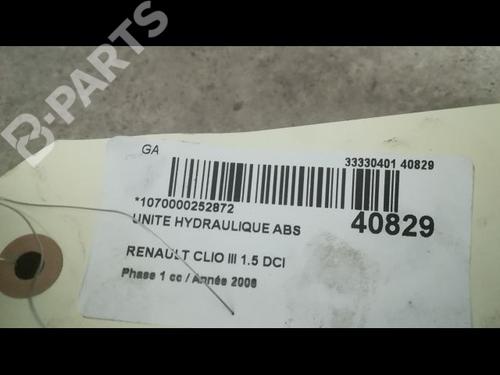 B-PARTS
GA
33330401 40829
*1070000252872
UNITE HYDRAULIQUE ABS
40829
RENAULT CLIO III 1.5 DCI
Phase 1 cc / Année 2006